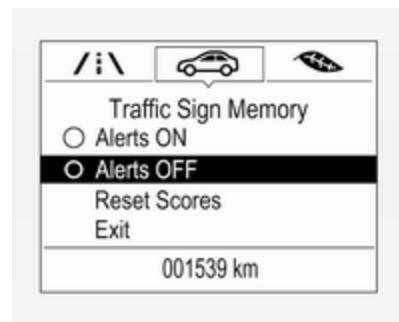 Traffic Sign Memory
Alerts ON
Alerts OFF
Reset Scores
Exit
001539 km